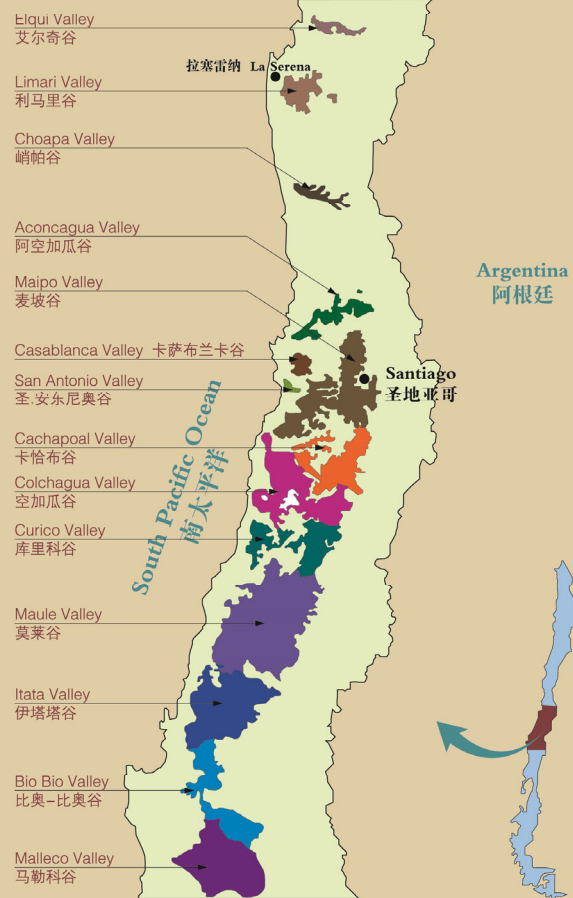 Elqui Valley
艾尔奇谷
拉塞雷纳 La Serena
Limari Valley
利马里谷
Choapa Valley
峭帕谷
Aconcagua Valley
阿空加瓜谷
Argentina
阿根廷
Maipo Valley
麦坡谷
Casablanca Valley 卡萨布兰卡谷
San Antonio Valley
圣.安东尼奥谷
Santiago
圣地亚哥
Cachapoal Valley
卡恰布谷
South Pacific Ocean
南太平洋
Colchagua Valley
空加瓜谷
Curico Valley
库里科谷
Maule Valley
莫莱谷
Itata Valley
伊塔塔谷
Bio Bio Valley
比奥-比奥谷
Malleco Valley
马勒科谷